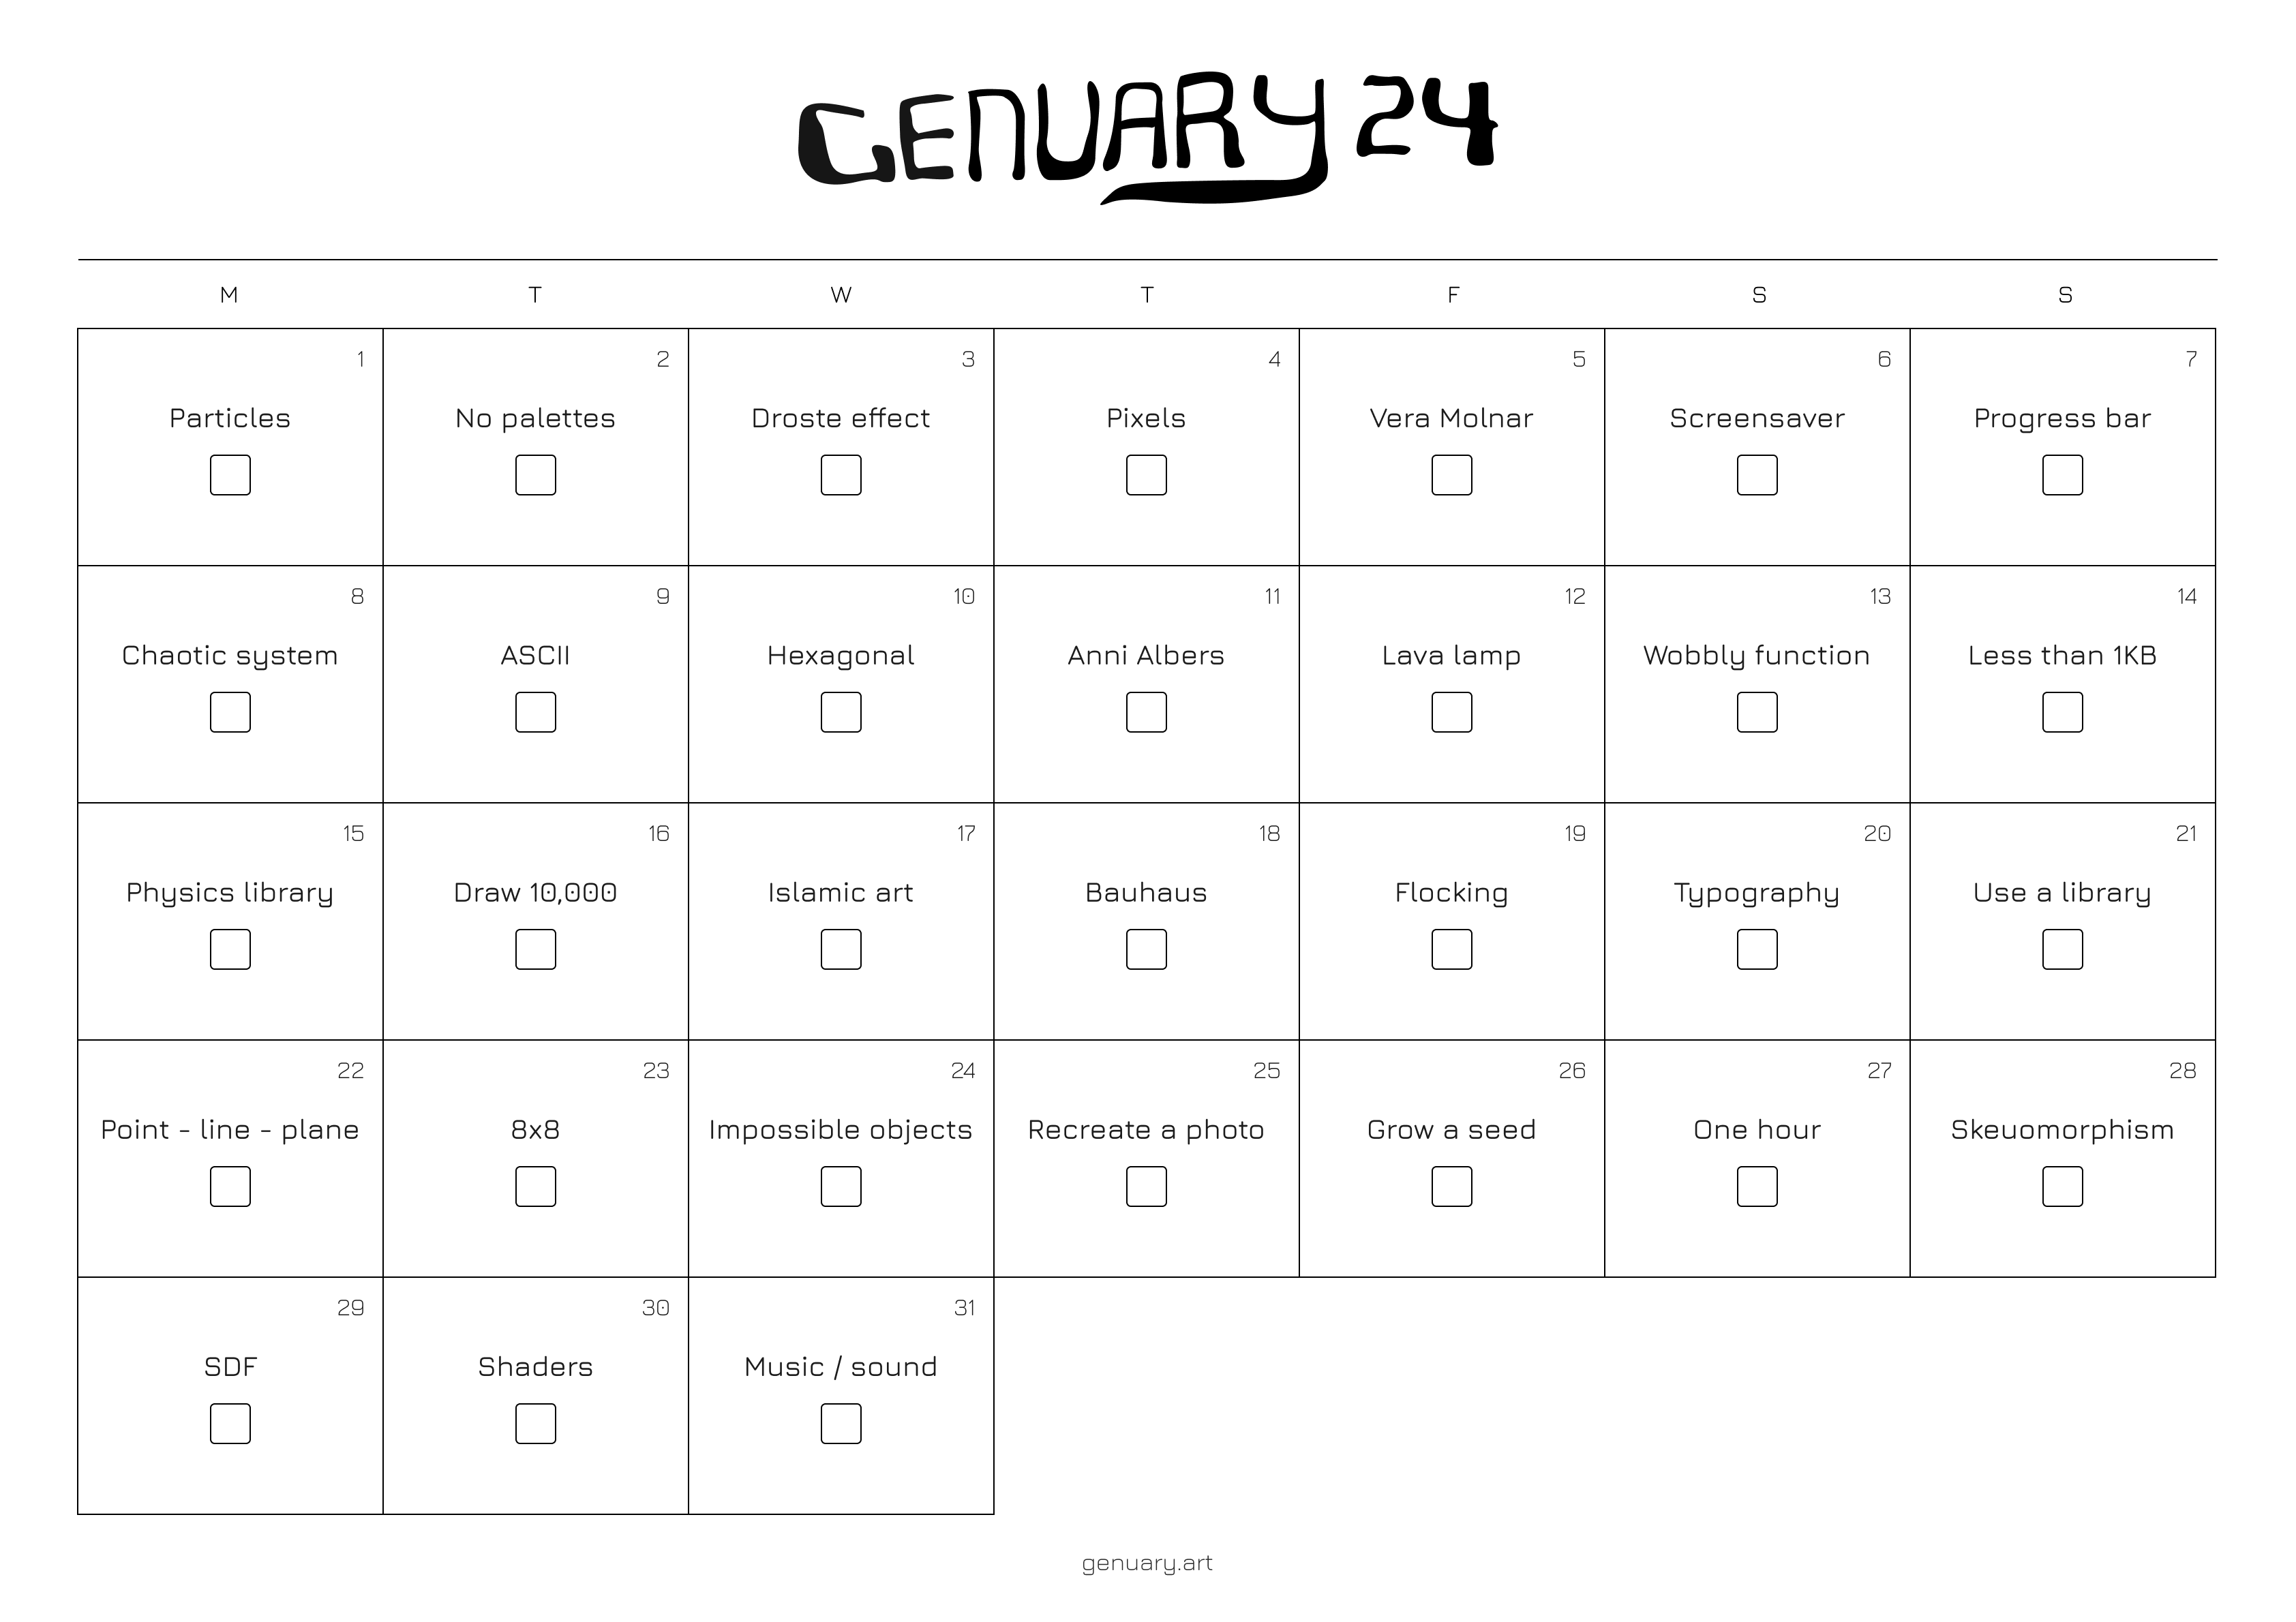 GENUARY 24
M T W T F S S
1 2 3 4 5 6 7
Particles No palettes Droste effect Pixels Vera Molnar Screensaver Progress bar
8 9 10 11 12 13 14
Chaotic system ASCII Hexagonal Anni Albers Lava lamp Wobbly function Less than 1KB
15 16 17 18 19 20 21
Physics library Draw 10,000 Islamic art Bauhaus Flocking Typography Use a library
22 23 24 25 26 27 28
Point - line - plane 8x8 Impossible objects Recreate a photo Grow a seed One hour Skeuomorphism
29 30 31
SDF Shaders Music / sound
genuary.art